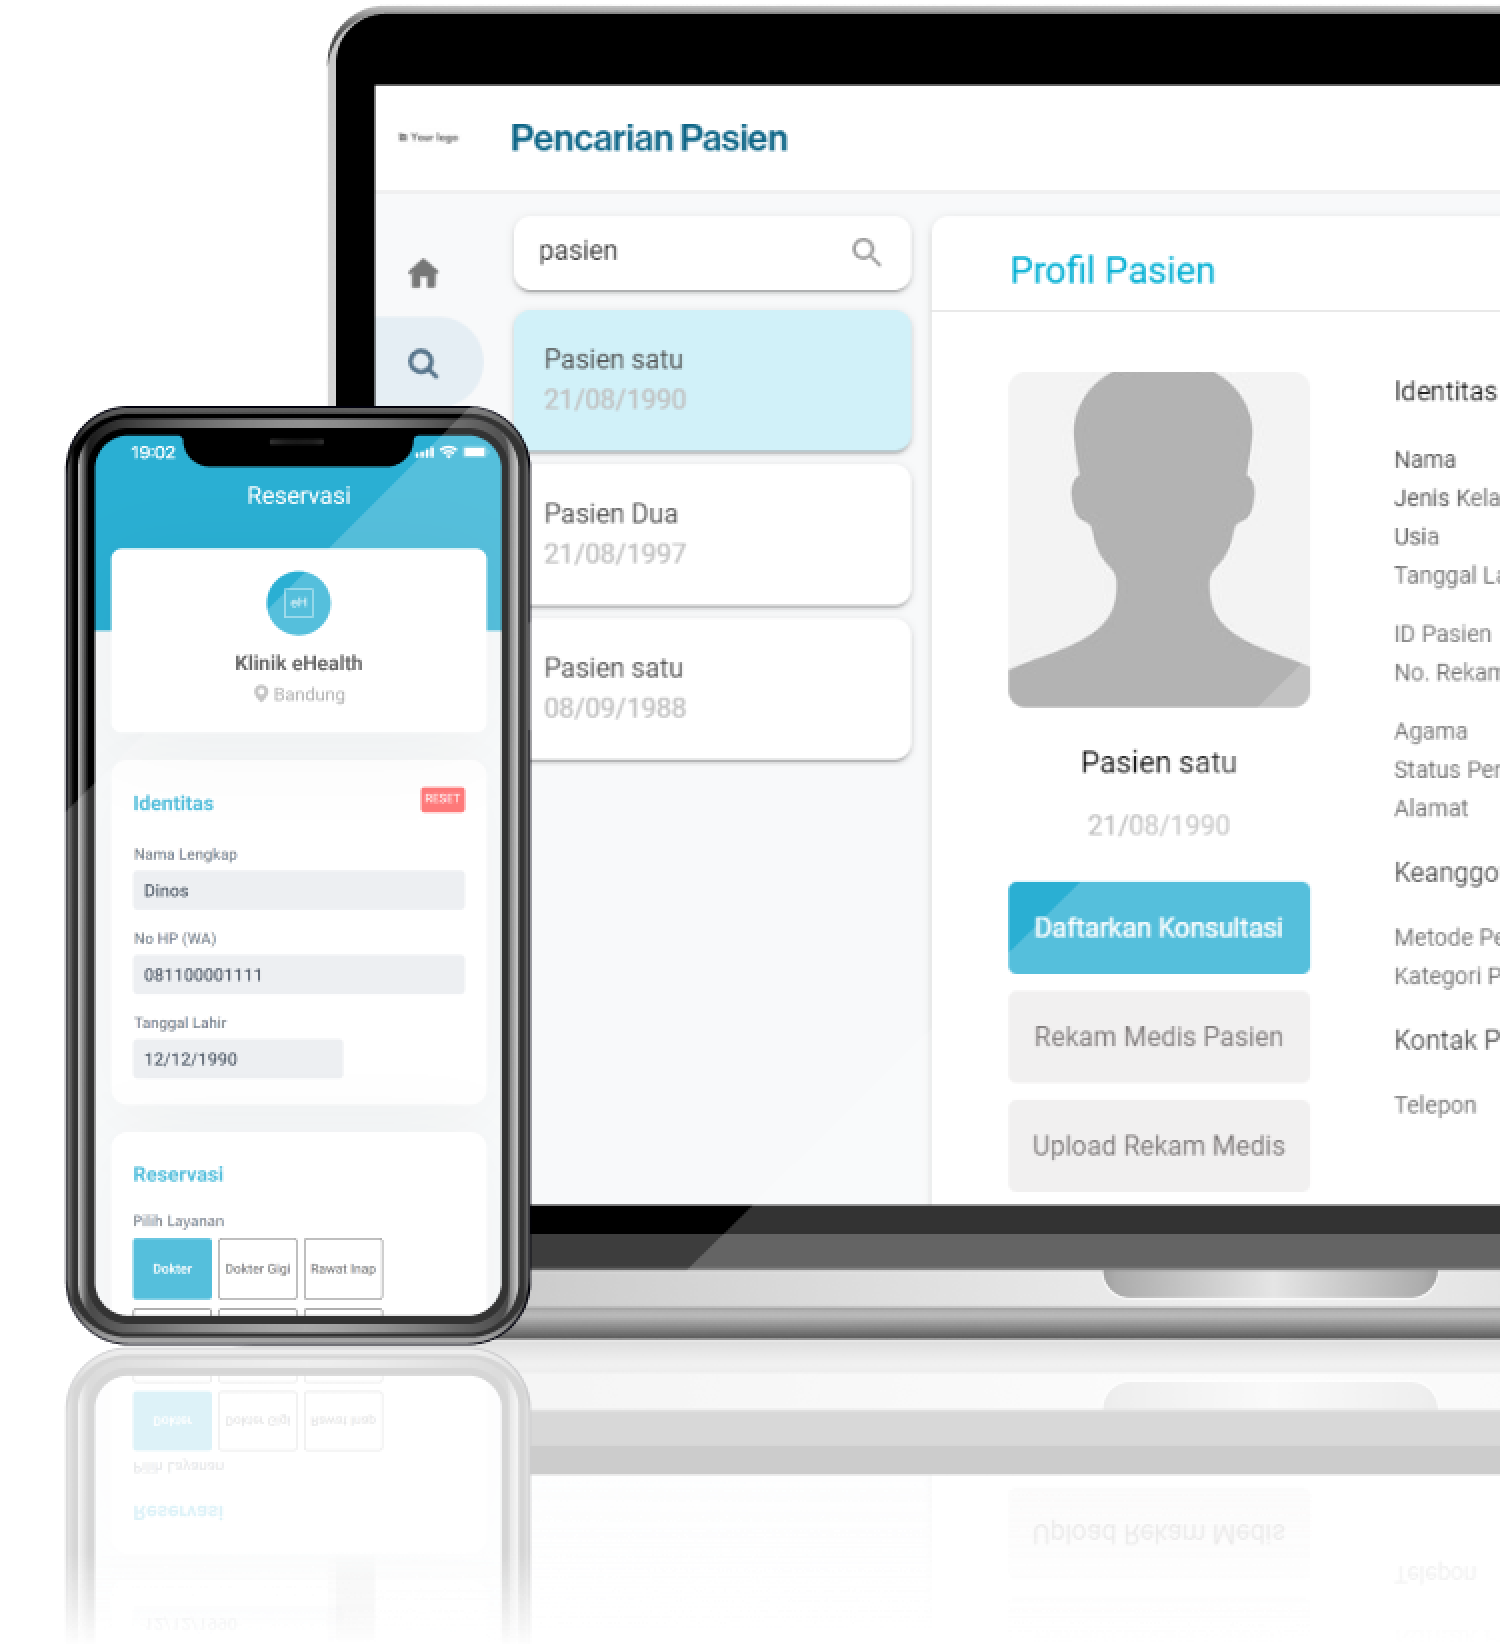 Your logo
Pencarian Pasien
pasien
Pasien satu
21/08/1990
Pasien Dua
21/08/1997
Pasien satu
08/09/1988
Profil Pasien
Pasien satu
21/08/1990
Daftarkan Konsultasi
Rekam Medis Pasien
Upload Rekam Medis
Identitas
Nama
Jenis Kela
Usia
Tanggal La
ID Pasien
No. Rekam
Agama
Status Per
Alamat
Keanggo
Metode Pe
Kategori P
Kontak P
Telepon
19:02
Reservasi
eH
Klinik eHealth
Bandung
Identitas
RESET
Nama Lengkap
Dinos
No HP (WA)
081100001111
Tanggal Lahir
12/12/1990
Reservasi
Pilih Layanan
Dokter
Dokter Gigi
Rawat Inap